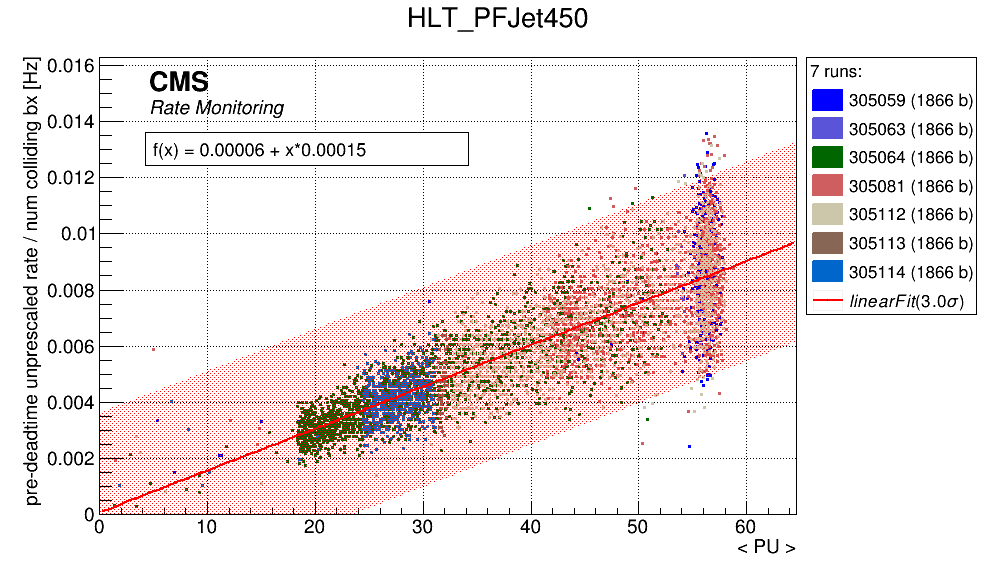 HLT_PFJet450
pre-deadtime unprescaled rate / num colliding bx [Hz]
0.016
0.014
0.012
0.01
0.008
0.006
0.004
0.002
0
CMS
Rate Monitoring
f(x) = 0.00006 + x*0.00015
0 10 20 30 40 50 60
< PU >
7 runs:
305059 (1866 b)
305063 (1866 b)
305064 (1866 b)
305081 (1866 b)
305112 (1866 b)
305113 (1866 b)
305114 (1866 b)
linearFit(3.0σ)